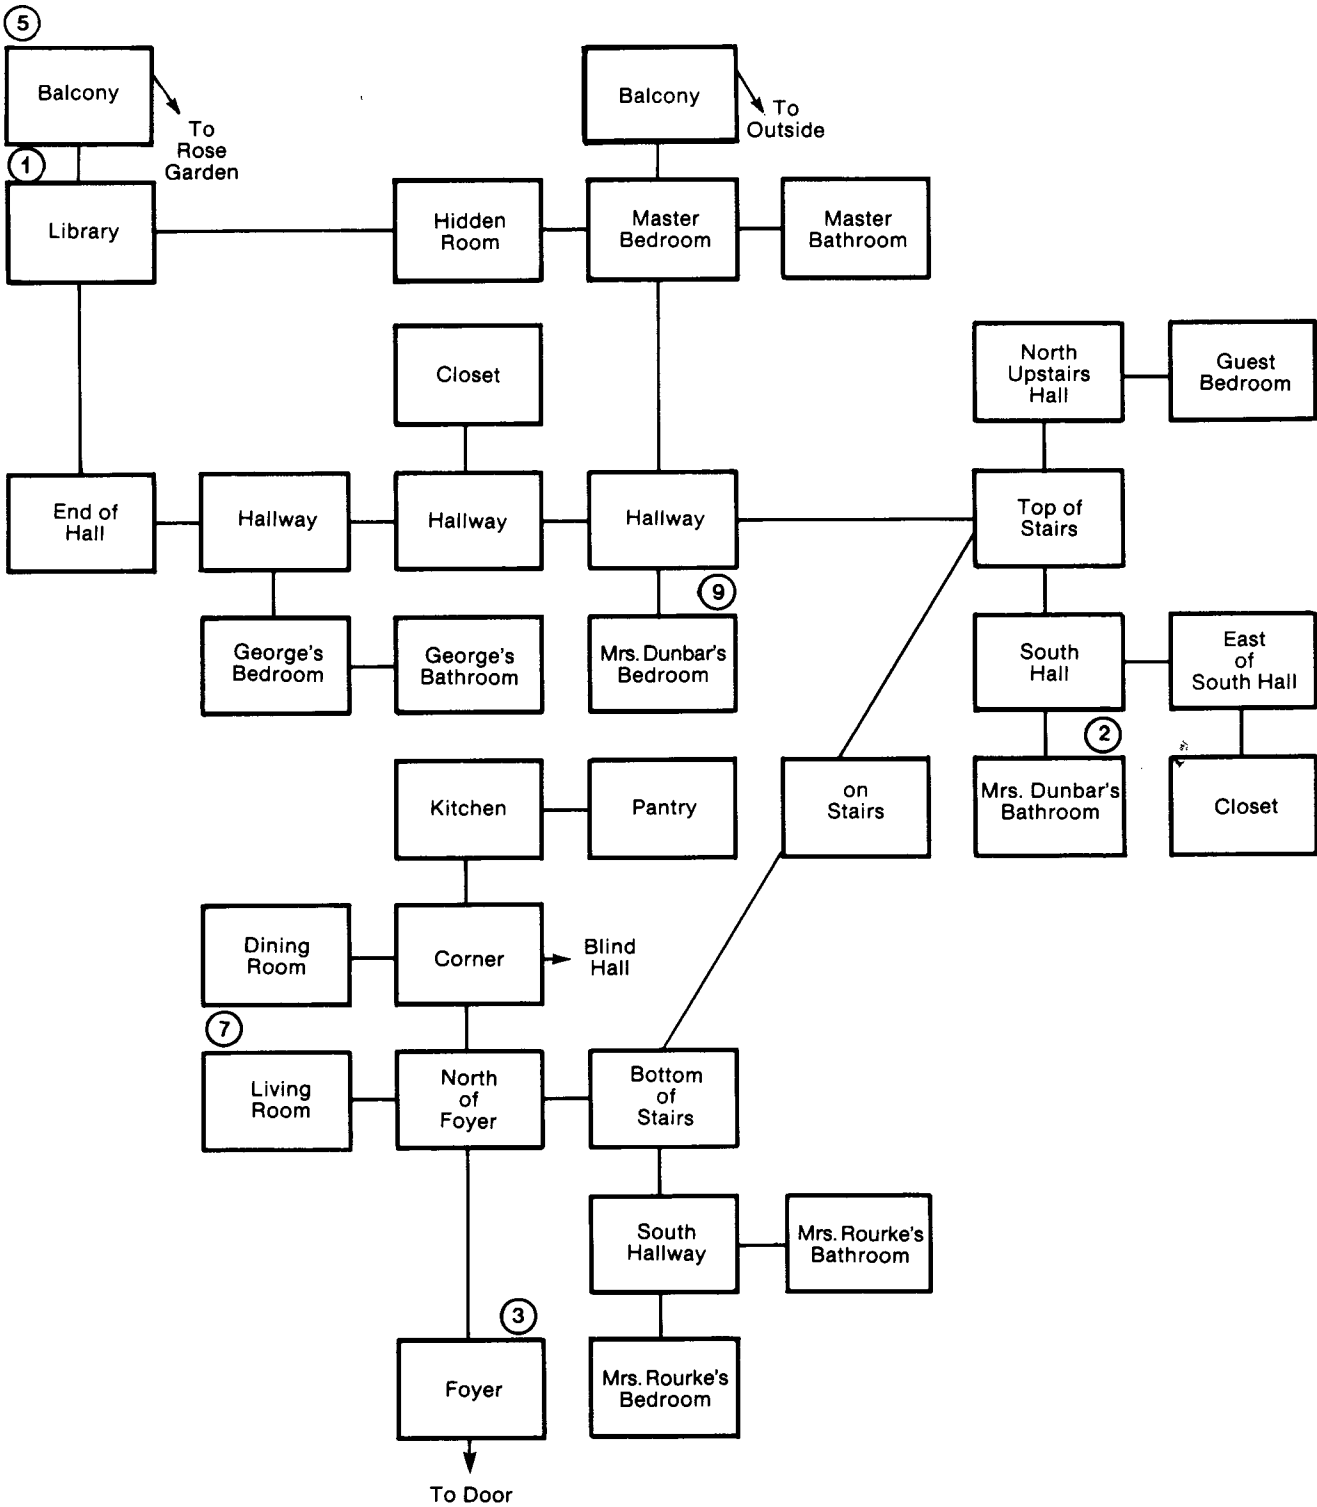 5
Balcony
To
Rose
Garden
Balcony
To
Outside
1
Library
Hidden
Room
Master
Bedroom
Master
Bathroom
Closet
North
Upstairs
Hall
Guest
Bedroom
End of
Hall
Hallway
Hallway
Hallway
Top of
Stairs
9
George's
Bedroom
George's
Bathroom
Mrs. Dunbar's
Bedroom
South
Hall
East
of
South Hall
2
Kitchen
Pantry
on
Stairs
Mrs. Dunbar's
Bathroom
Closet
Dining
Room
Corner
Blind
Hall
7
Living
Room
North
of
Foyer
Bottom
of
Stairs
South
Hallway
Mrs. Rourke's
Bathroom
3
Foyer
Mrs. Rourke's
Bedroom
To Door